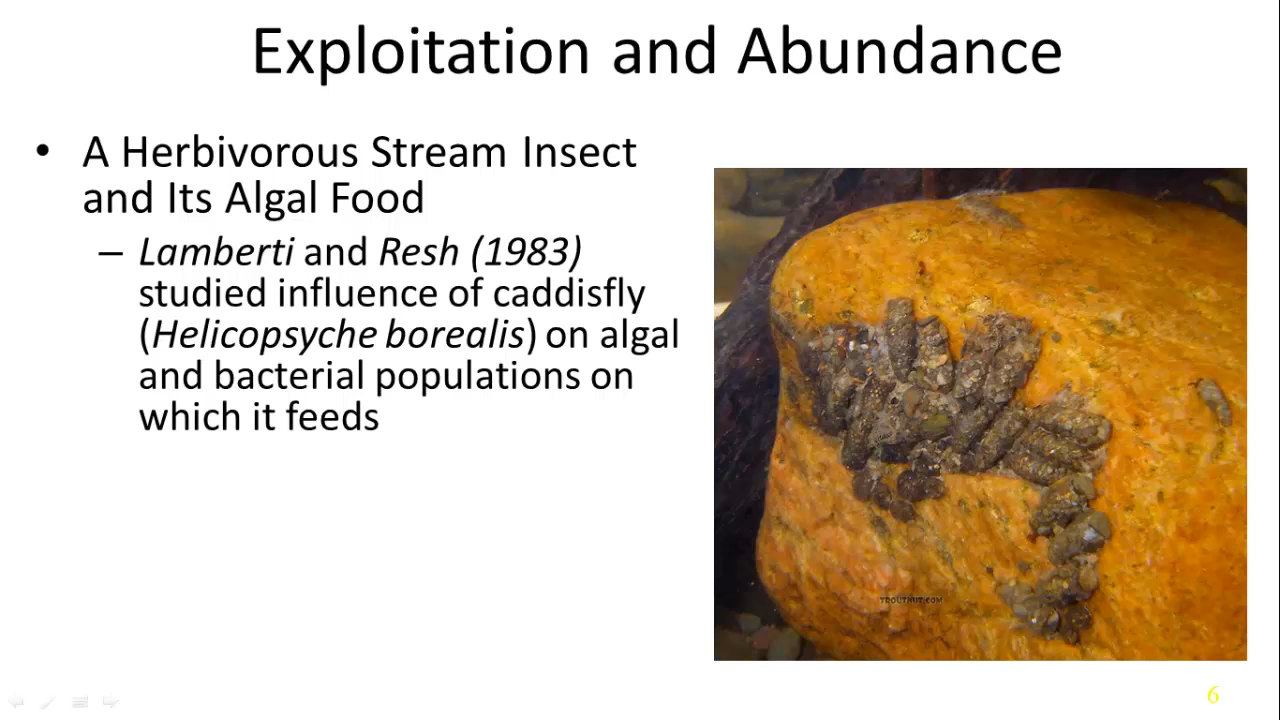 Exploitation and Abundance
• A Herbivorous Stream Insect
and Its Algal Food
– Lamberti and Resh (1983)
studied influence of caddisfly
(Helicopsyche borealis) on algal
and bacterial populations on
which it feeds
TROUTNUT.COM
6